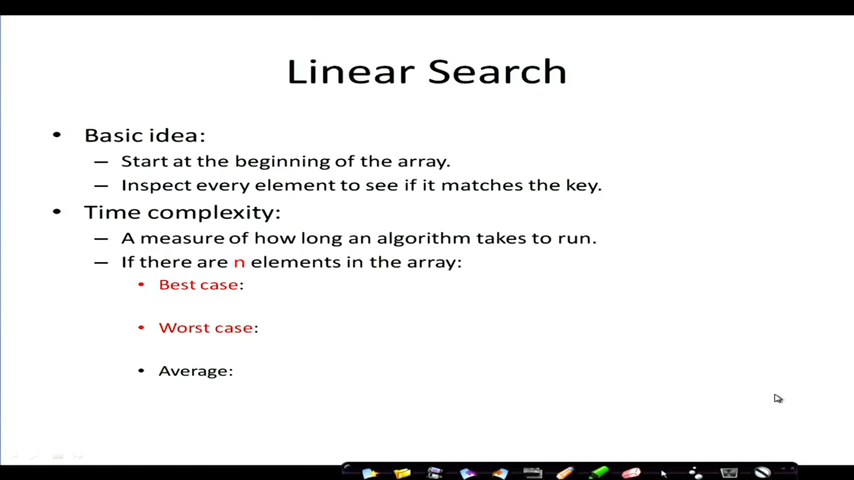 Linear Search
• Basic idea:
– Start at the beginning of the array.
– Inspect every element to see if it matches the key.
• Time complexity:
– A measure of how long an algorithm takes to run.
– If there are n elements in the array:
• Best case:
• Worst case:
• Average: